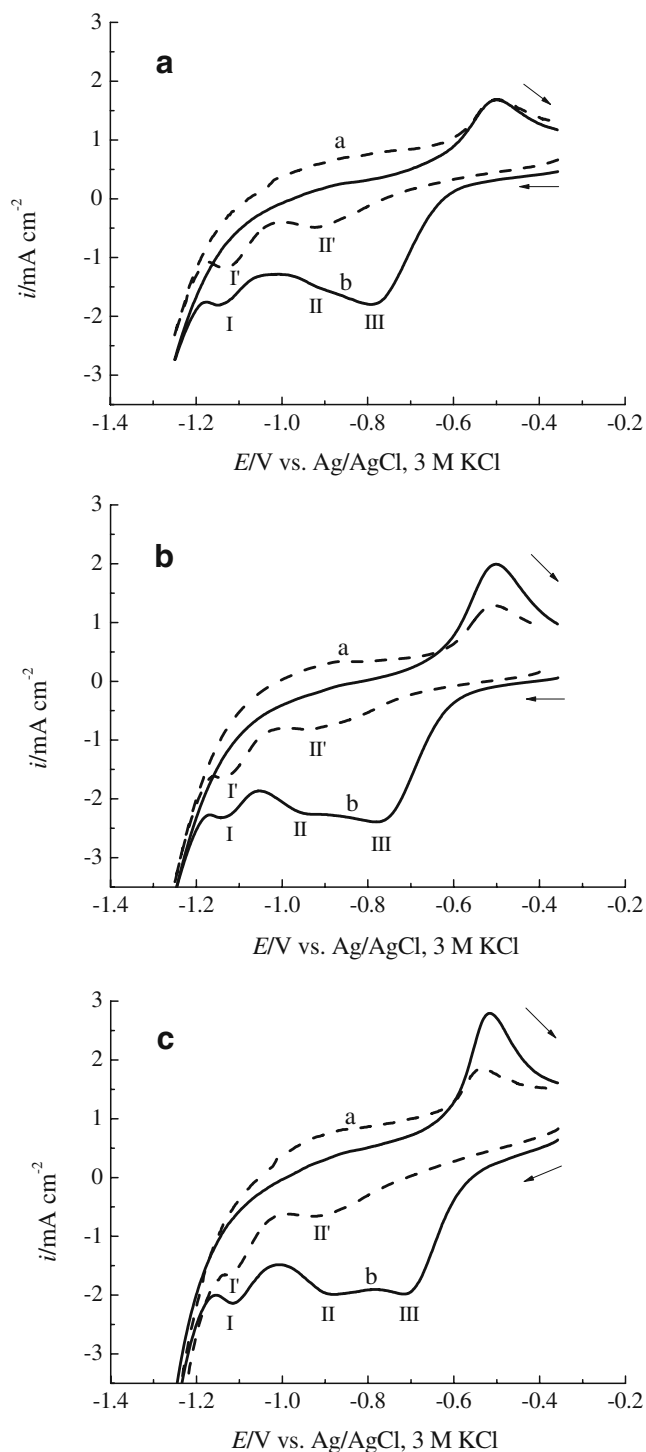 3
a
2
a
1
0
i/mA cm⁻²
-1
II'
I'
b
-2
I
II
III
-3
-1.4 -1.2 -1.0 -0.8 -0.6 -0.4 -0.2
E/V vs. Ag/AgCl, 3 M KCl
3
b
2
1
a
0
i/mA cm⁻²
-1
II'
I'
-2
b
I
II
III
-3
-1.4 -1.2 -1.0 -0.8 -0.6 -0.4 -0.2
E/V vs. Ag/AgCl, 3 M KCl
3
c
2
1
a
0
i/mA cm⁻²
-1
II'
I'
b
-2
I
II
III
-3
-1.4 -1.2 -1.0 -0.8 -0.6 -0.4 -0.2
E/V vs. Ag/AgCl, 3 M KCl